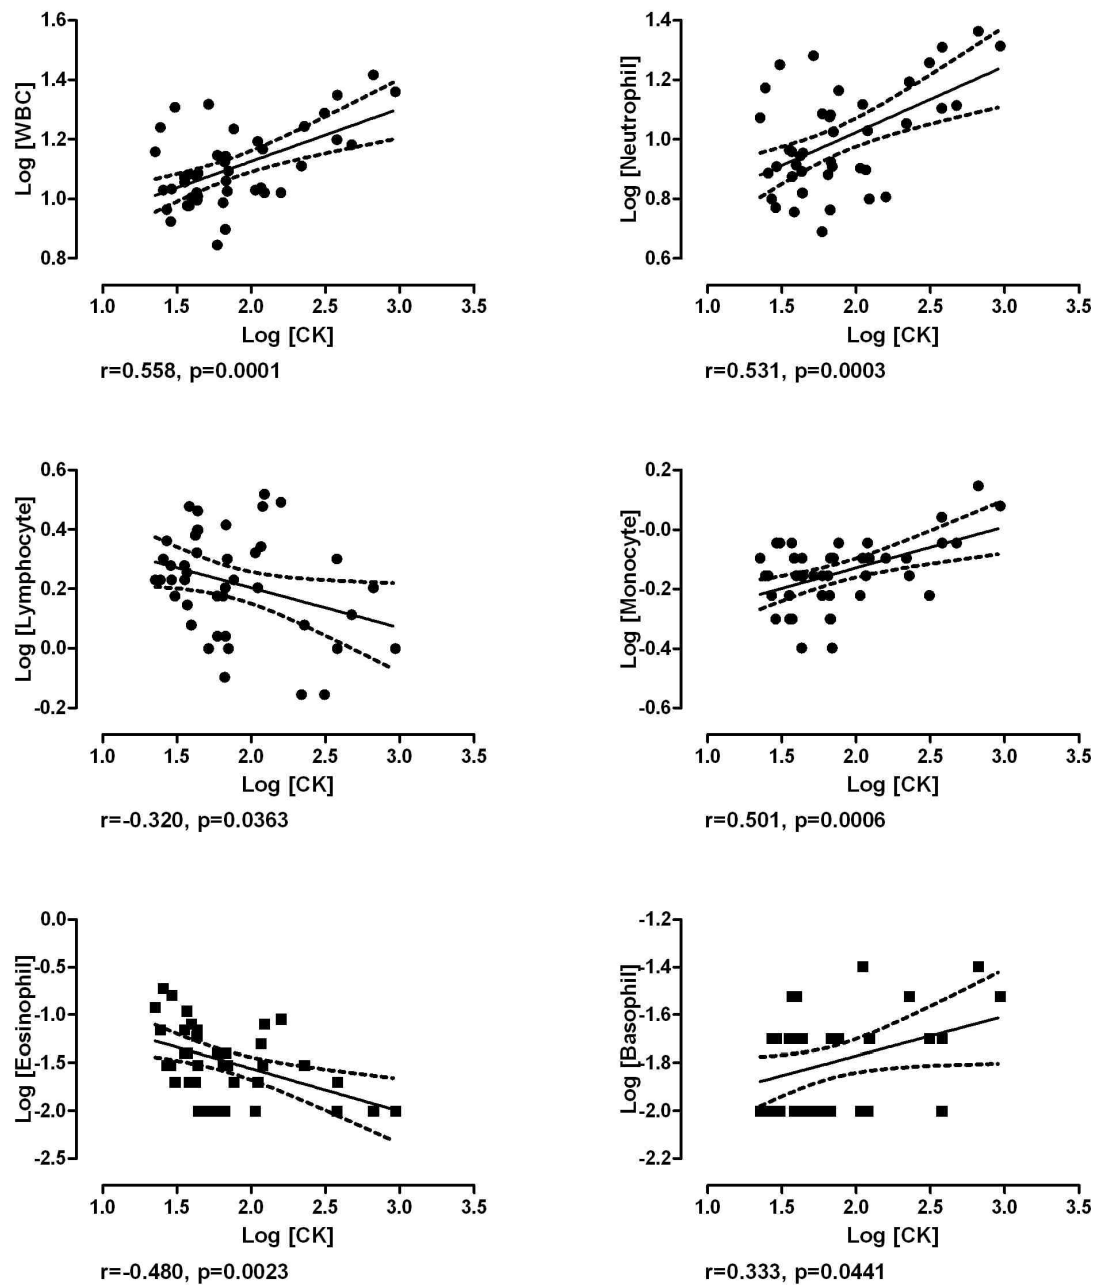 1.6
1.4
1.2
1.0
0.8
Log [WBC]
1.0 1.5 2.0 2.5 3.0 3.5
Log [CK]
r=0.558, p=0.0001
1.4
1.2
1.0
0.8
0.6
Log [Neutrophil]
1.0 1.5 2.0 2.5 3.0 3.5
Log [CK]
r=0.531, p=0.0003
0.6
0.4
0.2
0.0
-0.2
Log [Lymphocyte]
1.0 1.5 2.0 2.5 3.0 3.5
Log [CK]
r=-0.320, p=0.0363
0.2
-0.0
-0.2
-0.4
-0.6
Log [Monocyte]
1.0 1.5 2.0 2.5 3.0 3.5
Log [CK]
r=0.501, p=0.0006
0.0
-0.5
-1.0
-1.5
-2.0
-2.5
Log [Eosinophil]
1.0 1.5 2.0 2.5 3.0 3.5
Log [CK]
r=-0.480, p=0.0023
-1.2
-1.4
-1.6
-1.8
-2.0
-2.2
Log [Basophil]
1.0 1.5 2.0 2.5 3.0 3.5
Log [CK]
r=0.333, p=0.0441